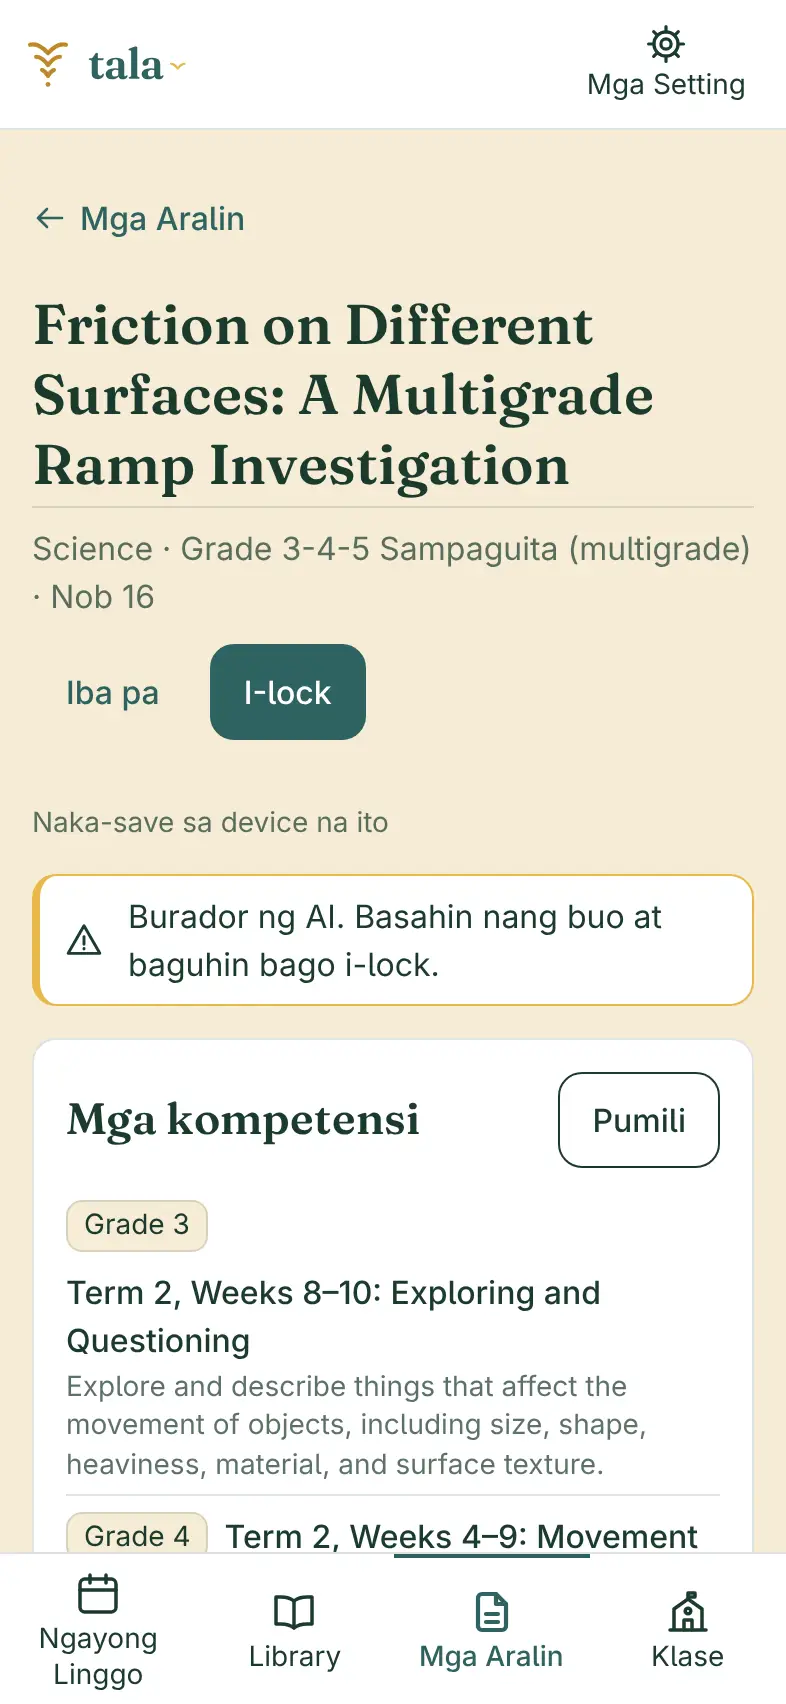 tala
Mga Setting
← Mga Aralin
Friction on Different
Surfaces: A Multigrade
Ramp Investigation
Science · Grade 3-4-5 Sampaguita (multigrade)
· Nob 16
Iba pa
I-lock
Naka-save sa device na ito
Burador ng AI. Basahin nang buo at
baguhin bago i-lock.
Mga kompetensi
Pumili
Grade 3
Term 2, Weeks 8–10: Exploring and
Questioning
Explore and describe things that affect the
movement of objects, including size, shape,
heaviness, material, and surface texture.
Grade 4
Term 2, Weeks 4–9: Movement
Ngayong
Linggo
Library
Mga Aralin
Klase